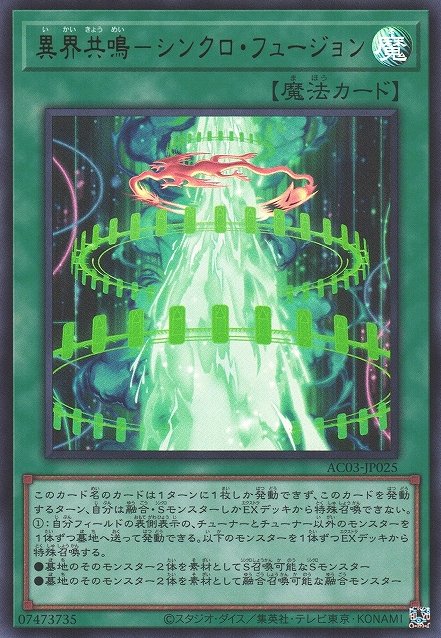 異界共鳴-シンクロ・フュージョン
魔
【魔法カード】
AC03-JP025
このカード名のカードは1ターンに1枚しか発動できず、このカードを発動
するターン、自分は融合・SモンスターしかEXデッキから特殊召喚できない。
①:自分フィールドの表側表示の、チューナーとチューナー以外のモンスターを
1体ずつ墓地へ送って発動できる。以下のモンスターを1体ずつEXデッキから
特殊召喚する。
●墓地のそのモンスター2体を素材としてS召喚可能なSモンスター
●墓地のそのモンスター2体を素材として融合召喚可能な融合モンスター
07473735
©スタジオ・ダイス/集英社・テレビ東京・KONAMI